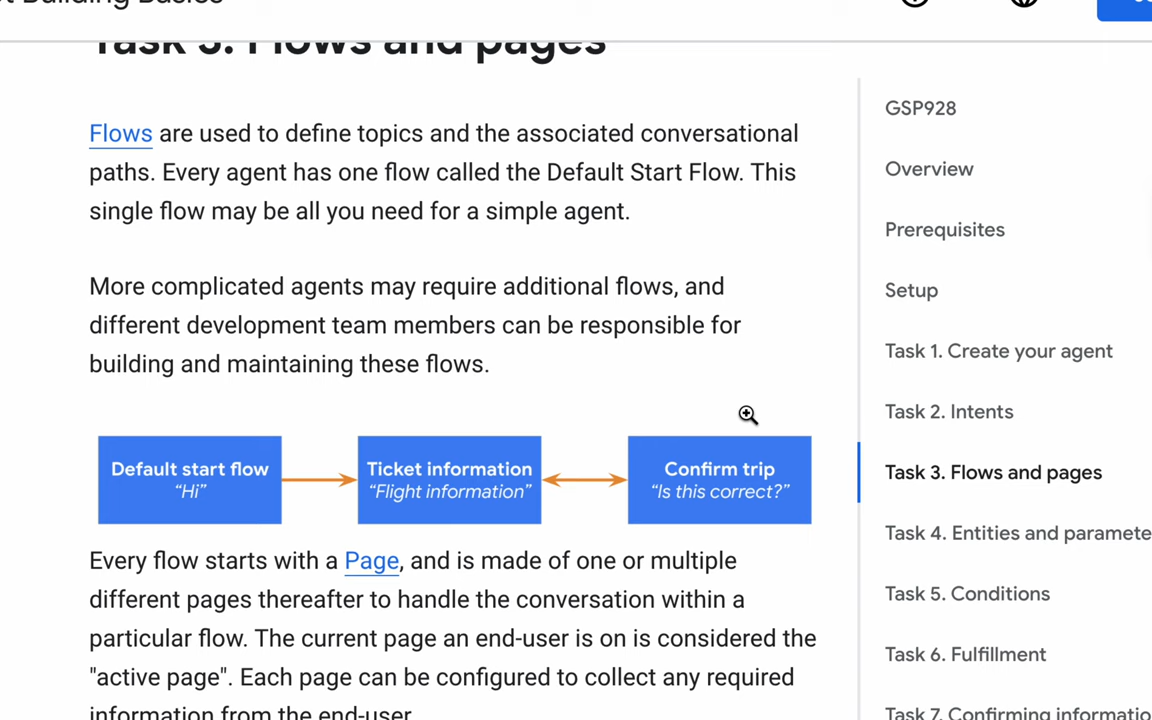 Building Basics
Task 3. Flows and pages
Flows are used to define topics and the associated conversational
paths. Every agent has one flow called the Default Start Flow. This
single flow may be all you need for a simple agent.
More complicated agents may require additional flows, and
different development team members can be responsible for
building and maintaining these flows.
Default start flow
“Hi”
Ticket information
“Flight information”
Confirm trip
“Is this correct?”
Every flow starts with a Page, and is made of one or multiple
different pages thereafter to handle the conversation within a
particular flow. The current page an end-user is on is considered the
"active page". Each page can be configured to collect any required
information from the end-user.
GSP928
Overview
Prerequisites
Setup
Task 1. Create your agent
Task 2. Intents
Task 3. Flows and pages
Task 4. Entities and paramete
Task 5. Conditions
Task 6. Fulfillment
Task 7. Confirming informatio